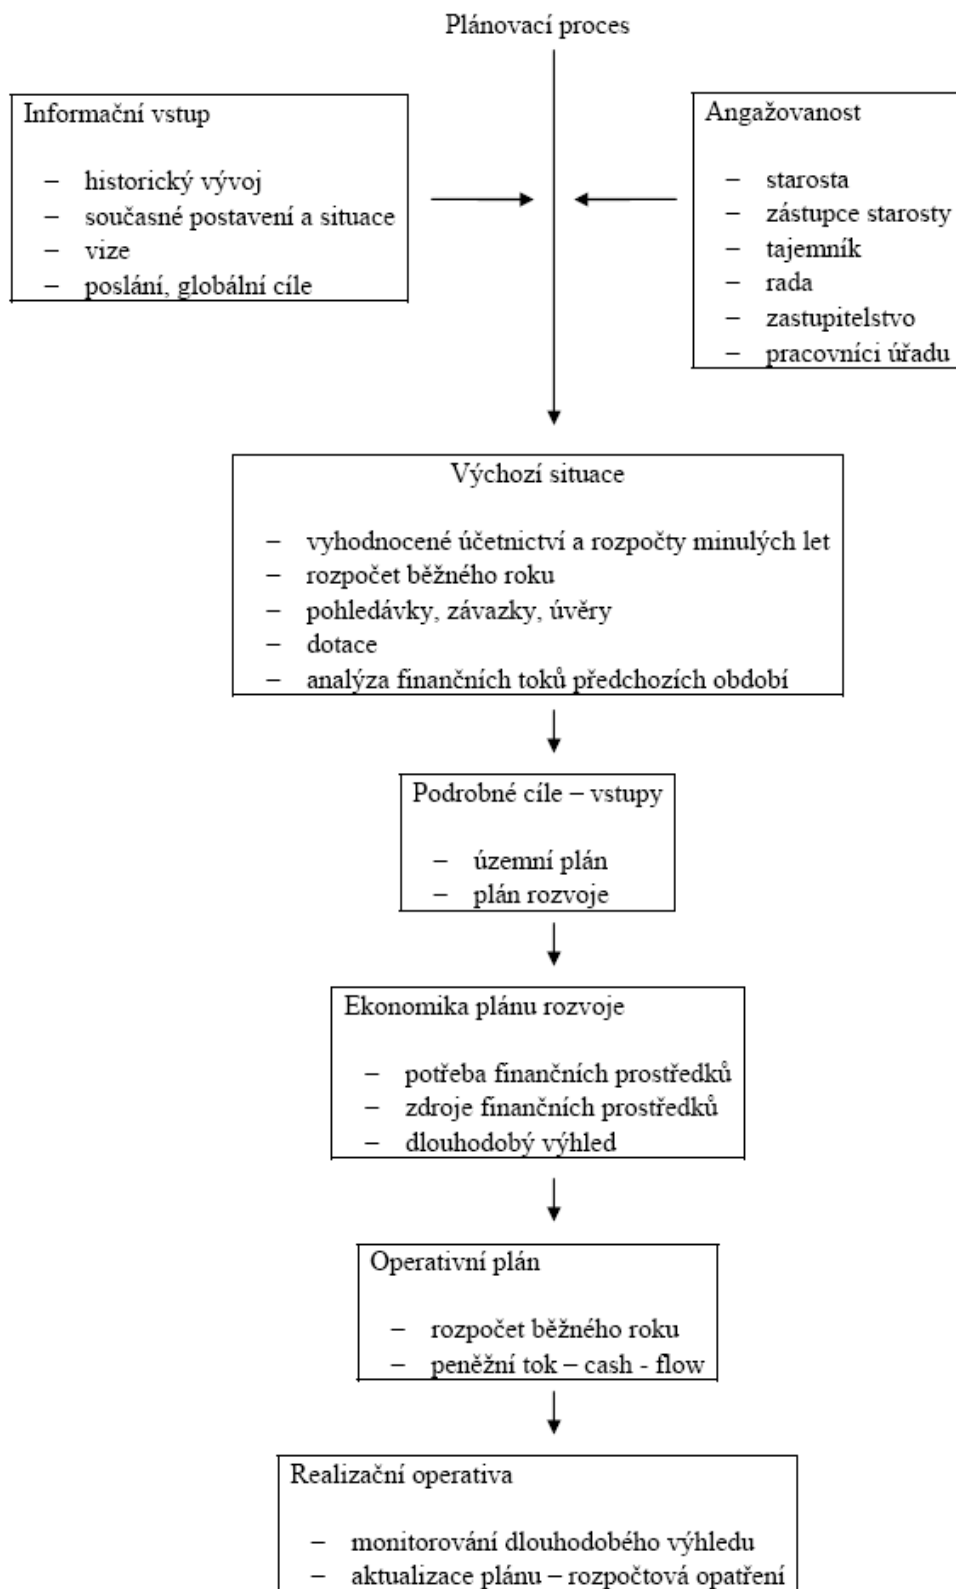 Plánovací proces
Informační vstup
– historický vývoj
– současné postavení a situace
– vize
– poslání, globální cíle
Angažovanost
– starosta
– zástupce starosty
– tajemník
– rada
– zastupitelstvo
– pracovníci úřadu
Výchozí situace
– vyhodnocené účetnictví a rozpočty minulých let
– rozpočet běžného roku
– pohledávky, závazky, úvěry
– dotace
– analýza finančních toků předchozích období
Podrobné cíle – vstupy
– územní plán
– plán rozvoje
Ekonomika plánu rozvoje
– potřeba finančních prostředků
– zdroje finančních prostředků
– dlouhodobý výhled
Operativní plán
– rozpočet běžného roku
– peněžní tok – cash - flow
Realizační operativa
– monitorování dlouhodobého výhledu
– aktualizace plánu – rozpočtová opatření